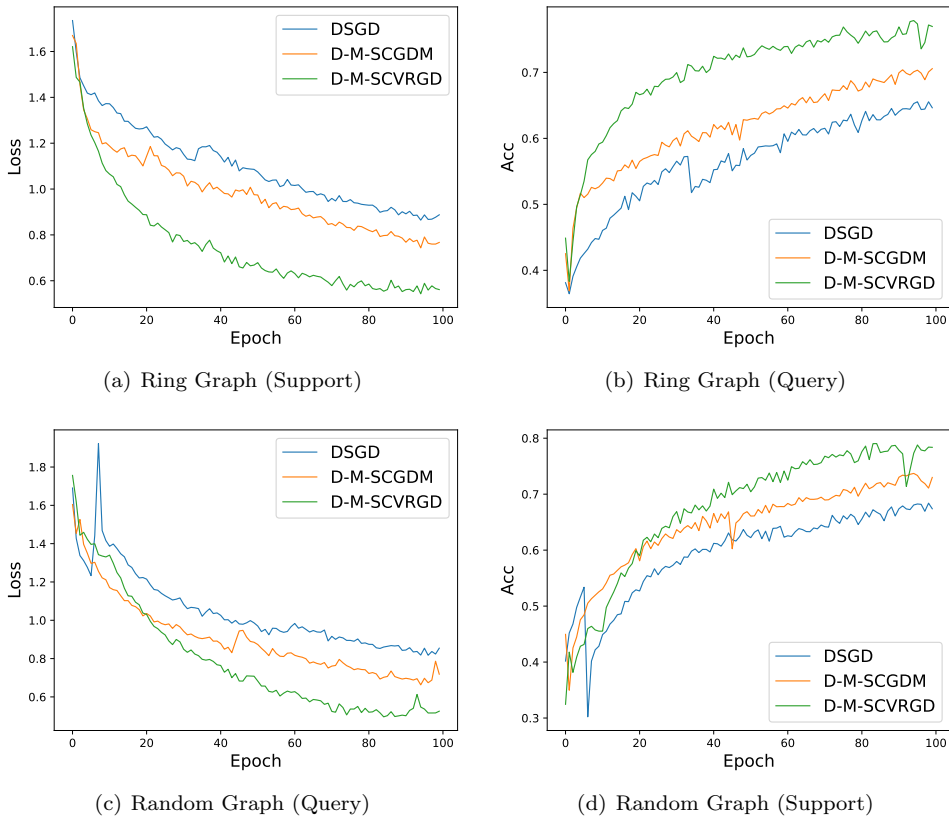 DSGD
D-M-SCGDM
D-M-SCVRGD
Loss
1.6
1.4
1.2
1.0
0.8
0.6
0 20 40 60 80 100
Epoch
(a) Ring Graph (Support)
DSGD
D-M-SCGDM
D-M-SCVRGD
Acc
0.7
0.6
0.5
0.4
0 20 40 60 80 100
Epoch
(b) Ring Graph (Query)
DSGD
D-M-SCGDM
D-M-SCVRGD
Loss
1.8
1.6
1.4
1.2
1.0
0.8
0.6
0 20 40 60 80 100
Epoch
(c) Random Graph (Query)
DSGD
D-M-SCGDM
D-M-SCVRGD
Acc
0.8
0.7
0.6
0.5
0.4
0.3
0 20 40 60 80 100
Epoch
(d) Random Graph (Support)